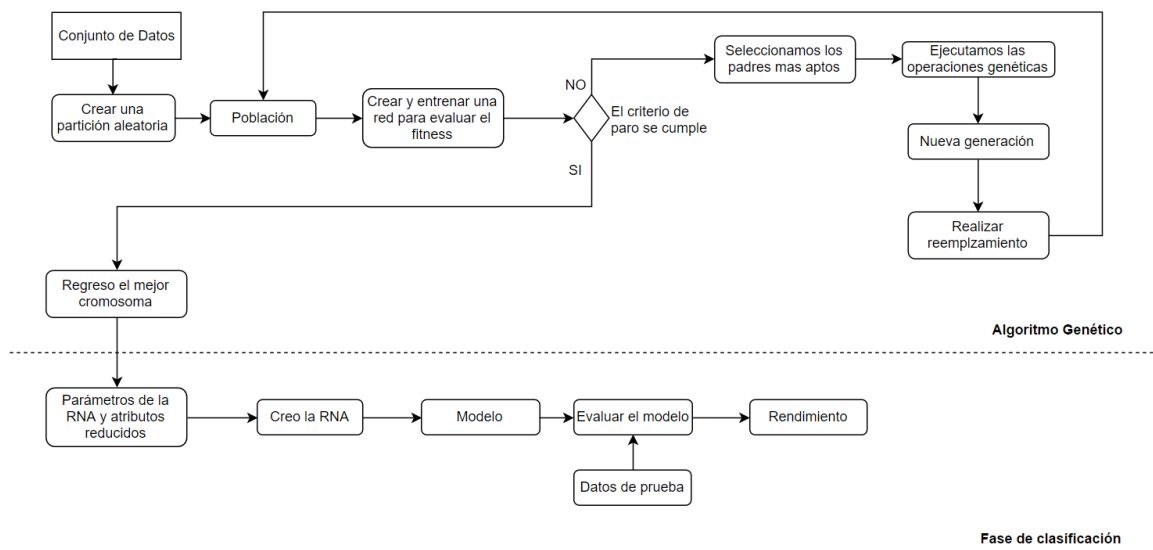 Conjunto de Datos
Crear una
partición aleatoria
Población
Crear y entrenar una
red para evaluar el
fitness
NO
El criterio de
paro se cumple
SI
Seleccionamos los
padres mas aptos
Ejecutamos las
operaciones genéticas
Nueva generación
Realizar
reemplzamiento
Regreso el mejor
cromosoma
Algoritmo Genético
Parámetros de la
RNA y atributos
reducidos
Creo la RNA
Modelo
Evaluar el modelo
Rendimiento
Datos de prueba
Fase de clasificación